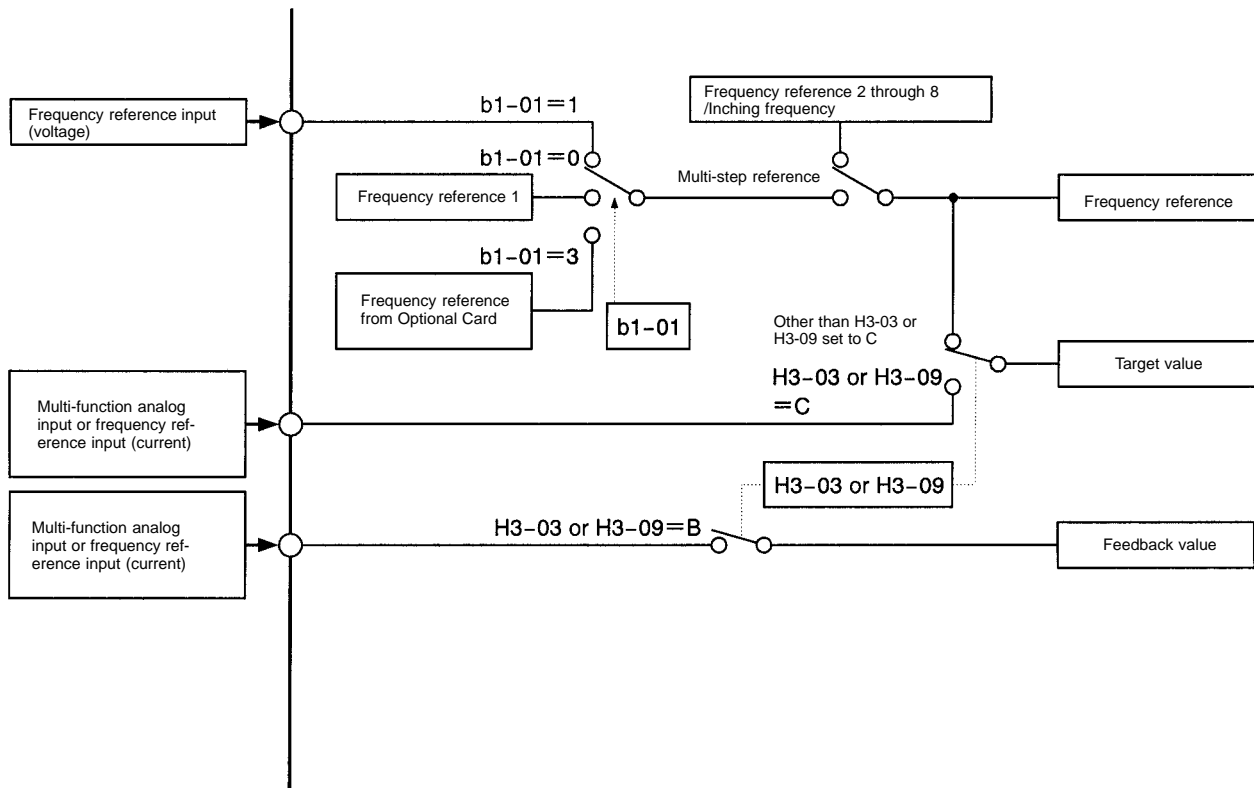 Frequency reference input
(voltage)
b1-01=1
Frequency reference 2 through 8
/Inching frequency
b1-01=0
Frequency reference 1
Multi-step reference
Frequency reference
b1-01=3
Frequency reference
from Optional Card
b1-01
Other than H3-03 or
H3-09 set to C
Target value
H3-03 or H3-09
=C
Multi-function analog
input or frequency ref-
erence input (current)
H3-03 or H3-09
Multi-function analog
input or frequency ref-
erence input (current)
H3-03 or H3-09=B
Feedback value